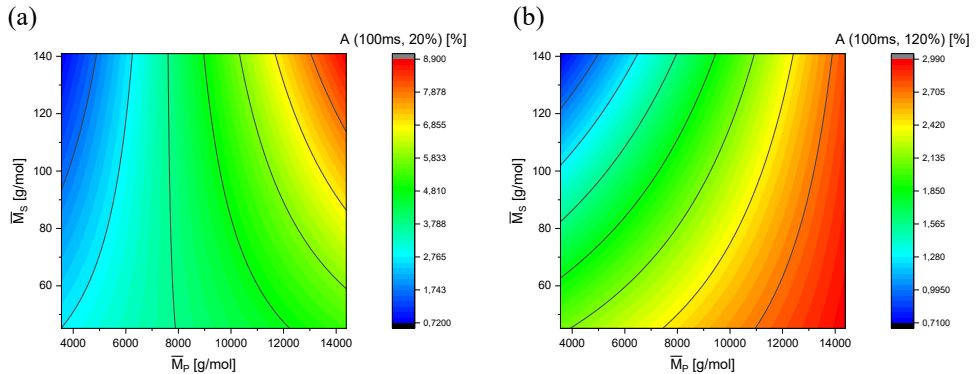 (a)
A (100ms, 20%) [%]
140
120
100
80
60
M̅S [g/mol]
4000 6000 8000 10000 12000 14000
M̅P [g/mol]
8,900
7,878
6,855
5,833
4,810
3,788
2,765
1,743
0,7200
(b)
A (100ms, 120%) [%]
140
120
100
80
60
M̅S [g/mol]
4000 6000 8000 10000 12000 14000
M̅P [g/mol]
2,990
2,705
2,420
2,135
1,850
1,565
1,280
0,9950
0,7100